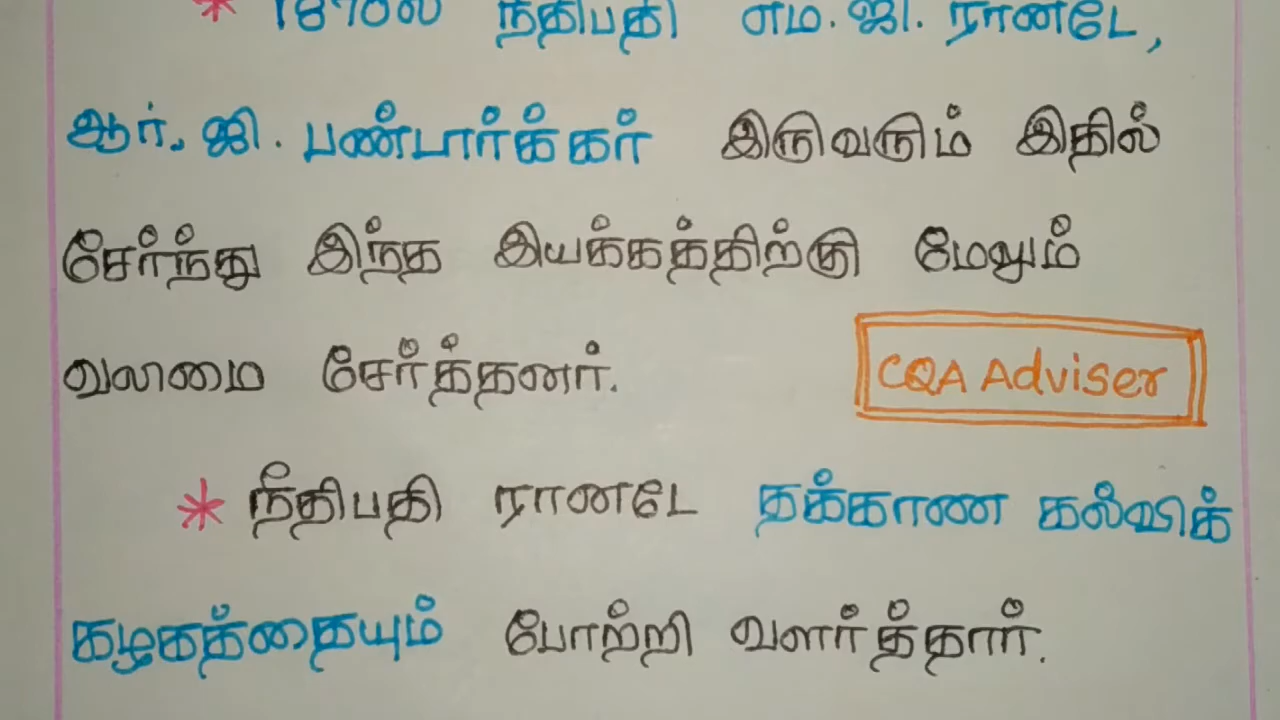 * 1870ல் நீதிபதி எம்.ஜி. ரானடே,
ஆர். ஜி. பண்டார்க்கர் இருவரும் இதில்
சேர்ந்து இந்த இயக்கத்திற்கு மேலும்
வலிமை சேர்த்தனர்.
CQA Adviser
* நீதிபதி ரானடே தக்காண கல்விக்
கழகத்தையும் போற்றி வளர்த்தார்.